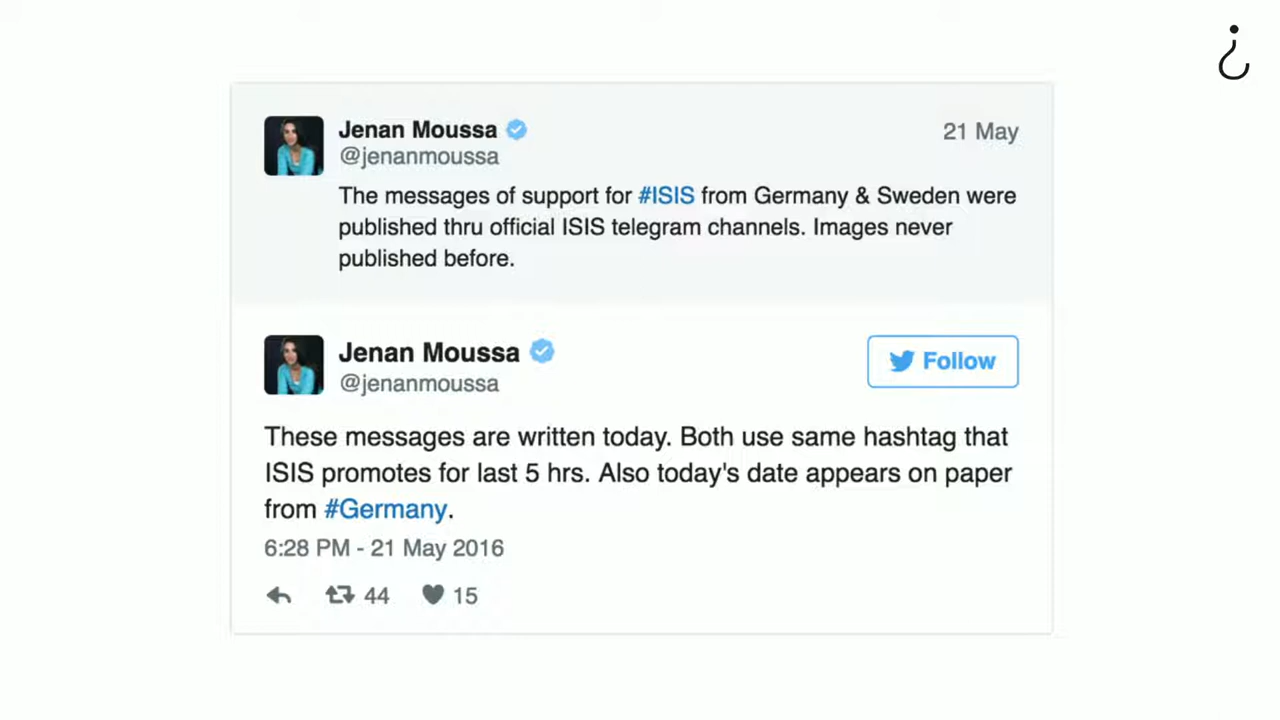 Jenan Moussa
21 May
@jenanmoussa
The messages of support for #ISIS from Germany & Sweden were
published thru official ISIS telegram channels. Images never
published before.
Jenan Moussa
Follow
@jenanmoussa
These messages are written today. Both use same hashtag that
ISIS promotes for last 5 hrs. Also today's date appears on paper
from #Germany.
6:28 PM - 21 May 2016
44 15